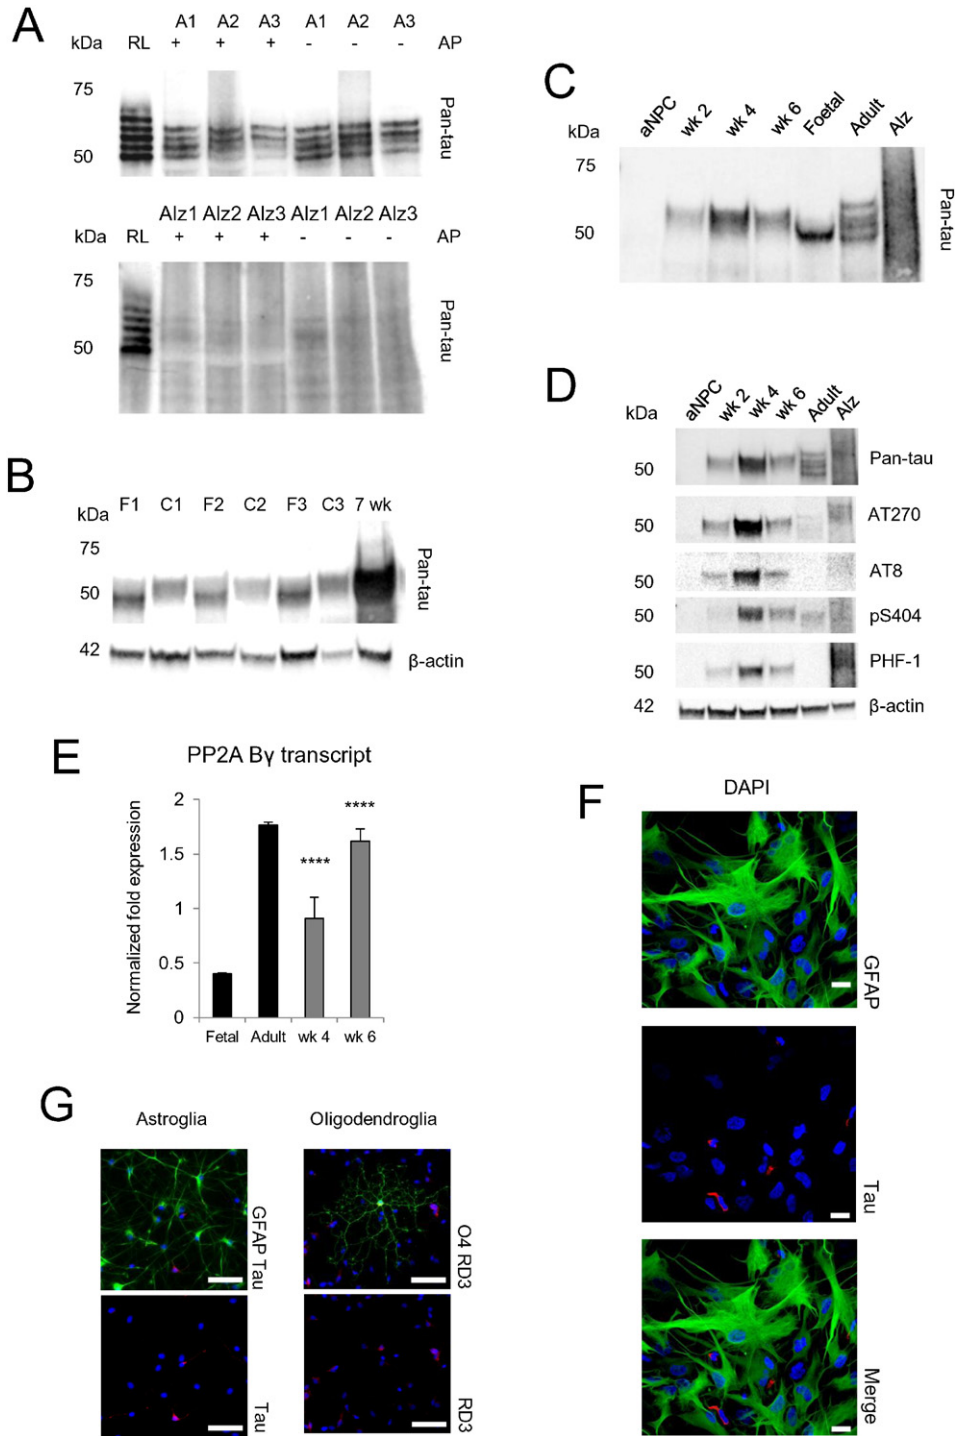 A
A1 A2 A3 A1 A2 A3
kDa RL + + + - - - AP
75
50
Pan-tau
Alz1 Alz2 Alz3 Alz1 Alz2 Alz3
kDa RL + + + - - - AP
75
50
Pan-tau
B
F1 C1 F2 C2 F3 C3 7 wk
kDa
75
50
Pan-tau
42
β-actin
C
aNPC wk 2 wk 4 wk 6 Foetal Adult Alz
kDa
75
50
Pan-tau
D
aNPC wk 2 wk 4 wk 6 Adult Alz
kDa
50 Pan-tau
50 AT270
50 AT8
50 pS404
50 PHF-1
42 β-actin
E
PP2A Bγ transcript
Normalized fold expression
2
1.5
1
0.5
0
****
****
Fetal Adult wk 4 wk 6
F
DAPI
GFAP
Tau
Merge
G
Astroglia Oligodendroglia
GFAP Tau
O4 RD3
Tau
RD3